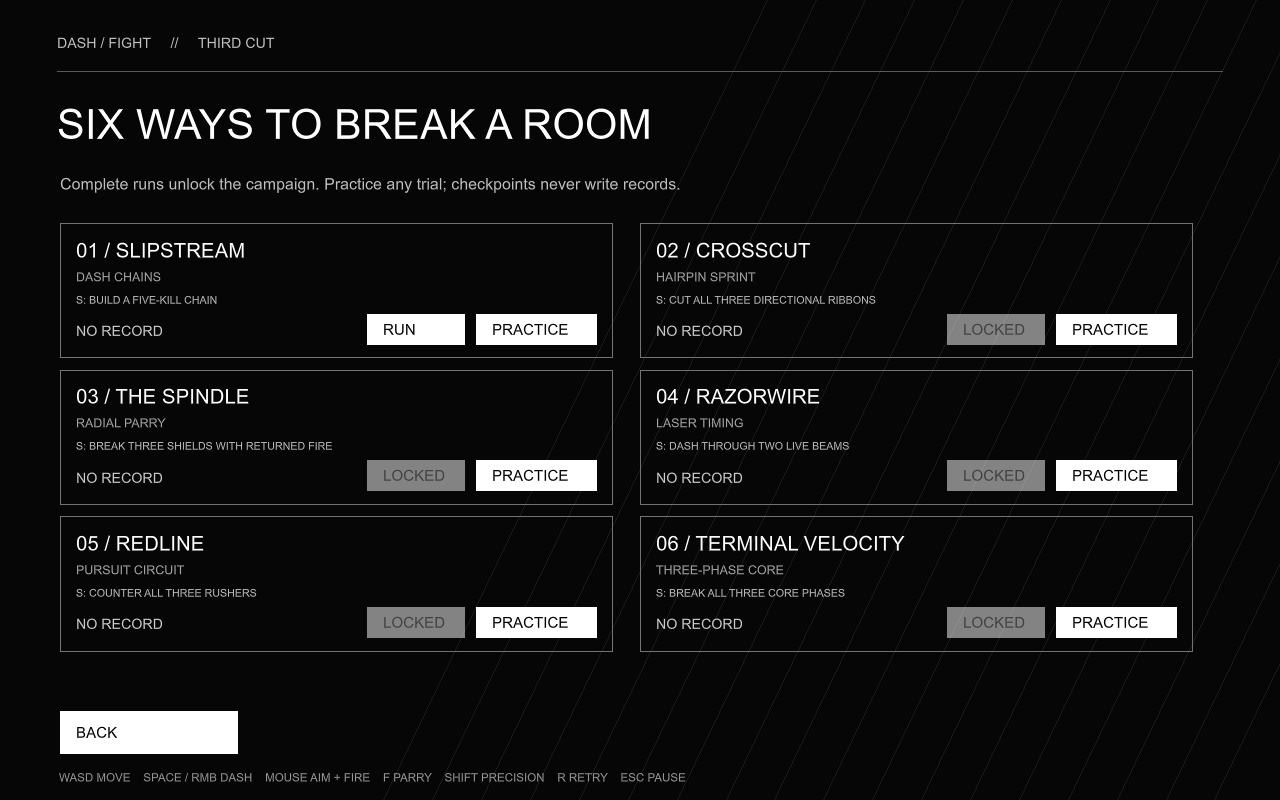 DASH / FIGHT // THIRD CUT
SIX WAYS TO BREAK A ROOM
Complete runs unlock the campaign. Practice any trial; checkpoints never write records.
01 / SLIPSTREAM
DASH CHAINS
S: BUILD A FIVE-KILL CHAIN
NO RECORD RUN PRACTICE
02 / CROSSCUT
HAIRPIN SPRINT
S: CUT ALL THREE DIRECTIONAL RIBBONS
NO RECORD LOCKED PRACTICE
03 / THE SPINDLE
RADIAL PARRY
S: BREAK THREE SHIELDS WITH RETURNED FIRE
NO RECORD LOCKED PRACTICE
04 / RAZORWIRE
LASER TIMING
S: DASH THROUGH TWO LIVE BEAMS
NO RECORD LOCKED PRACTICE
05 / REDLINE
PURSUIT CIRCUIT
S: COUNTER ALL THREE RUSHERS
NO RECORD LOCKED PRACTICE
06 / TERMINAL VELOCITY
THREE-PHASE CORE
S: BREAK ALL THREE CORE PHASES
NO RECORD LOCKED PRACTICE
BACK
WASD MOVE SPACE / RMB DASH MOUSE AIM + FIRE F PARRY SHIFT PRECISION R RETRY ESC PAUSE